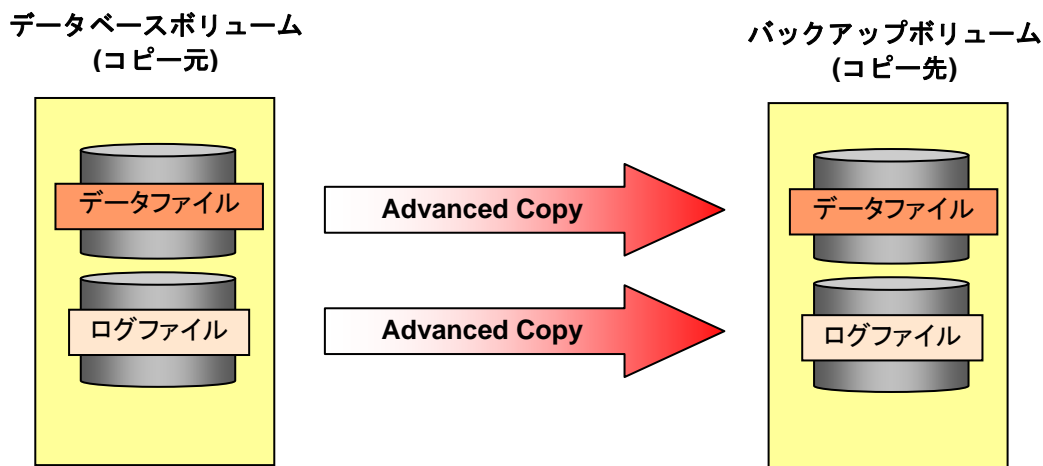 データベースボリューム
(コピー元)
バックアップボリューム
(コピー先)
データファイル
Advanced Copy
データファイル
ログファイル
Advanced Copy
ログファイル